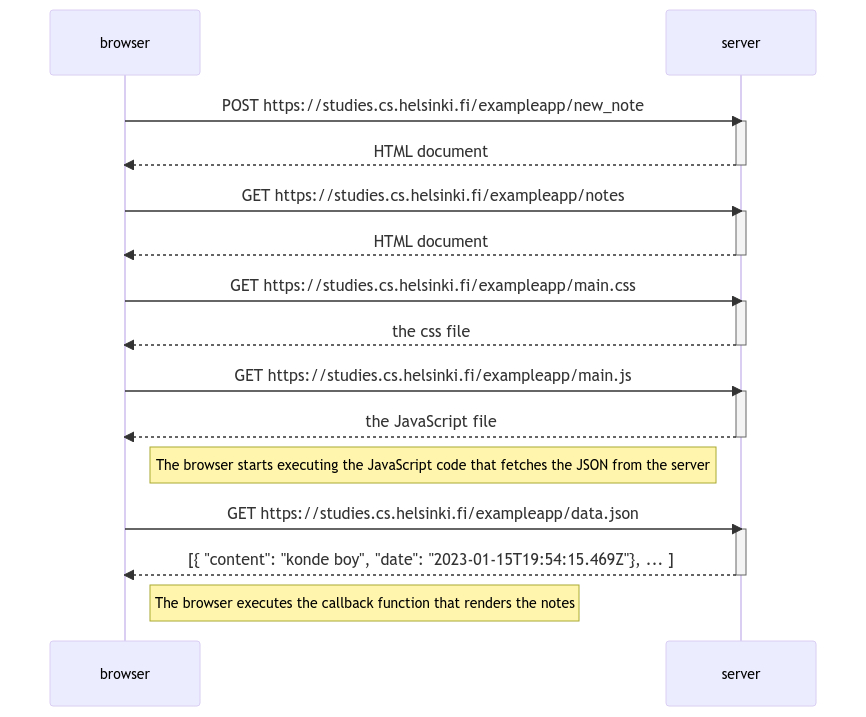 browser
server
POST https://studies.cs.helsinki.fi/exampleapp/new_note
HTML document
GET https://studies.cs.helsinki.fi/exampleapp/notes
HTML document
GET https://studies.cs.helsinki.fi/exampleapp/main.css
the css file
GET https://studies.cs.helsinki.fi/exampleapp/main.js
the JavaScript file
The browser starts executing the JavaScript code that fetches the JSON from the server
GET https://studies.cs.helsinki.fi/exampleapp/data.json
[{ "content": "konde boy", "date": "2023-01-15T19:54:15.469Z"}, ... ]
The browser executes the callback function that renders the notes
browser
server